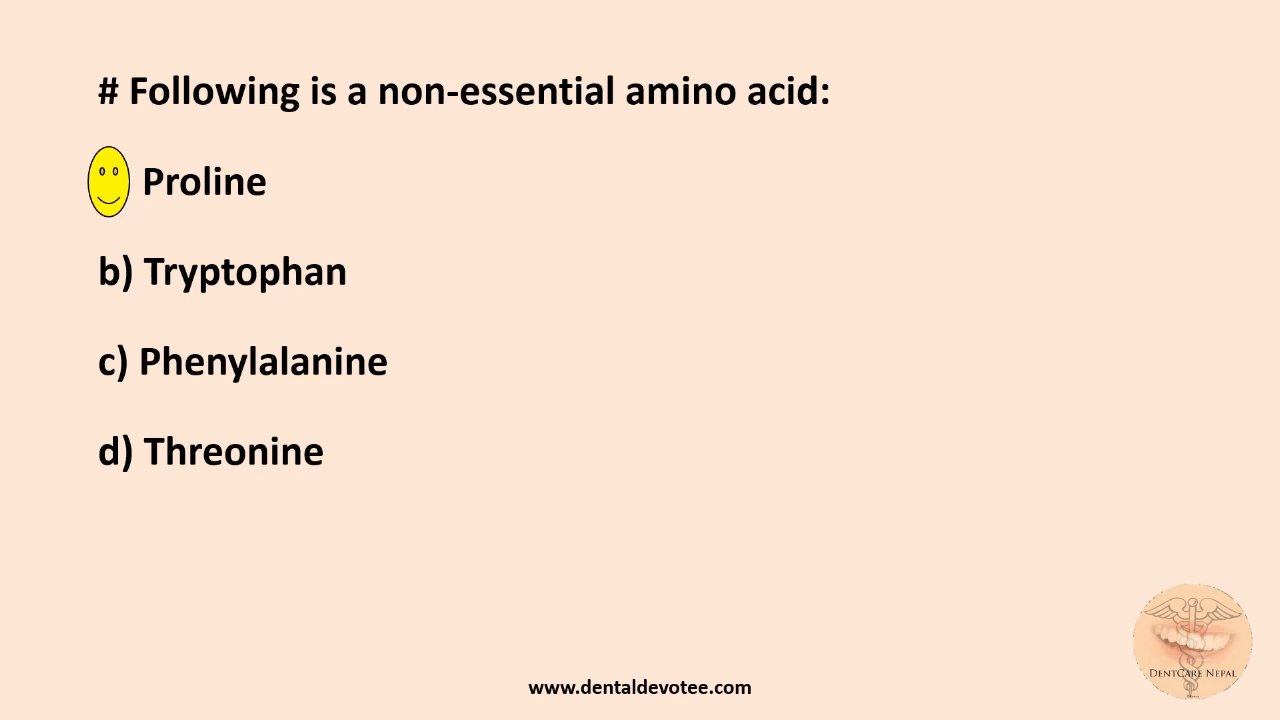 # Following is a non-essential amino acid:
Proline
b) Tryptophan
c) Phenylalanine
d) Threonine
DentCare Nepal
www.dentaldevotee.com